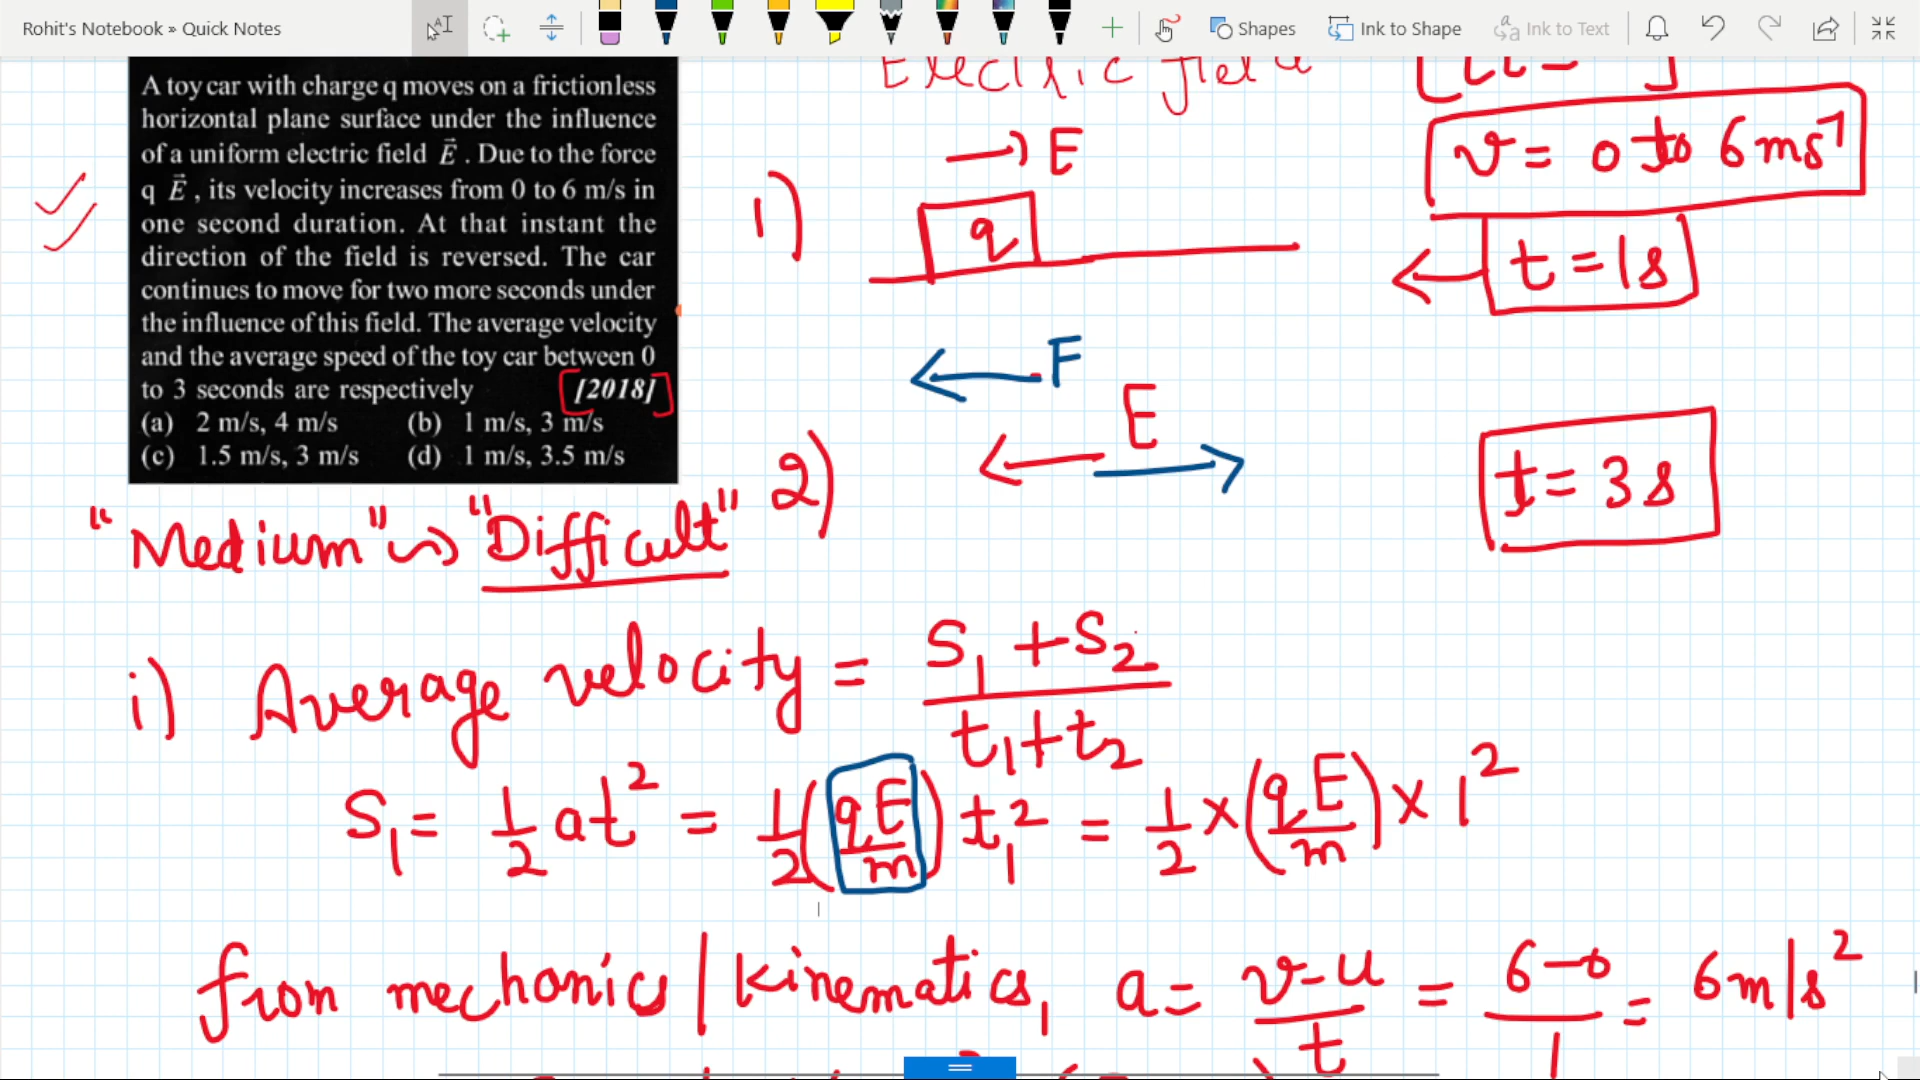 Rohit's Notebook » Quick Notes
Shapes
Ink to Shape
Ink to Text
A toy car with charge q moves on a frictionless
horizontal plane surface under the influence
of a uniform electric field E⃗ . Due to the force
q E⃗ , its velocity increases from 0 to 6 m/s in
one second duration. At that instant the
direction of the field is reversed. The car
continues to move for two more seconds under
the influence of this field. The average velocity
and the average speed of the toy car between 0
to 3 seconds are respectively [2018]
(a) 2 m/s, 4 m/s (b) 1 m/s, 3 m/s
(c) 1.5 m/s, 3 m/s (d) 1 m/s, 3.5 m/s
"Medium" ↝ "Difficult"
Electric field
1)
→ E
q
v = 0 to 6 ms⁻¹
t = 1s
F
E
2)
t = 3s
i) Average velocity = S₁ + S₂ / t₁ + t₂
S₁ = 1/2 at² = 1/2 (qE/m) t₁² = 1/2 × (qE/m) × 1²
from mechanics / kinematics, a = v - u / t = 6 - 0 / 1 = 6 m/s²